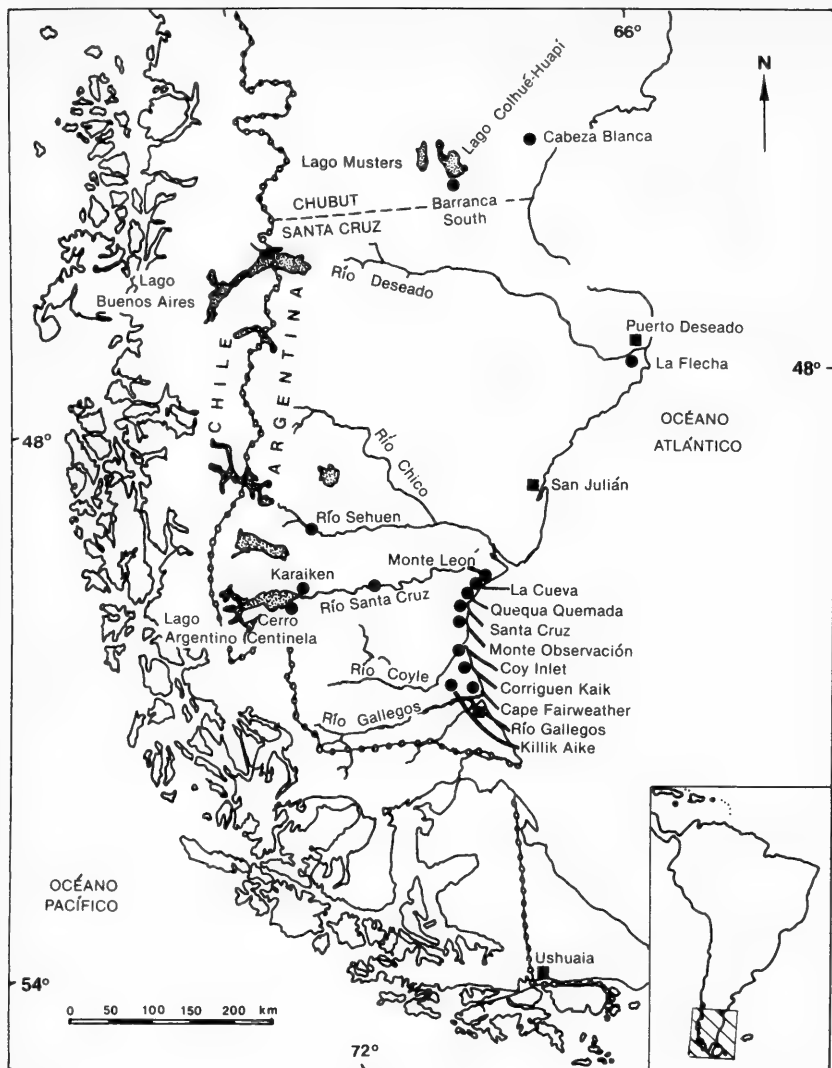 66°
N
Lago Colhué-Huapí
Cabeza Blanca
Lago Musters
CHUBUT
Barranca
South
SANTA CRUZ
Lago
Buenos Aires
Río Deseado
Puerto Deseado
La Flecha
48°
CHILE
ARGENTINA
OCÉANO
ATLÁNTICO
48°
Río Chico
San Julián
Río Sehuen
Monte Leon
Karaiken
La Cueva
Río Santa Cruz
Quequa Quemada
Lago
Argentino
Cerro
Centinela
Santa Cruz
Monte Observación
Coy Inlet
Río Coyle
Corriguen Kaik
Cape Fairweather
Río Gallegos
Río Gallegos
Killik Aike
OCÉANO
PACÍFICO
Ushuaia
54°
0 50 100 150 200 km
72°